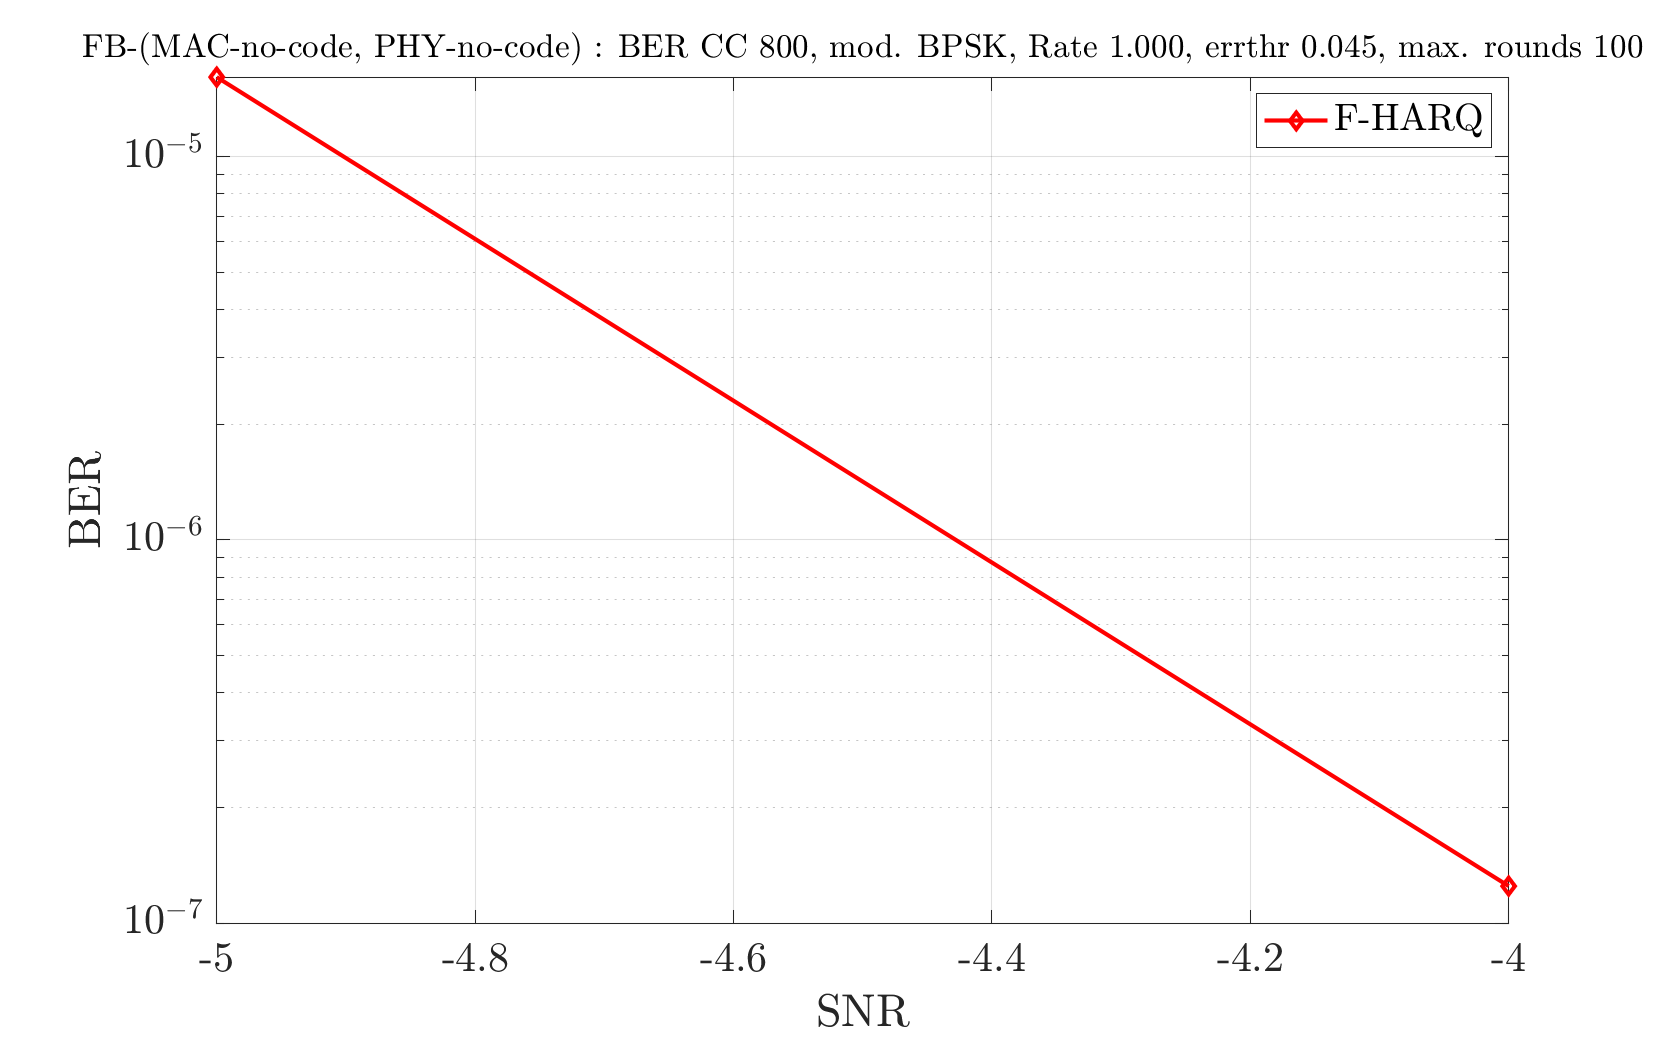 FB-(MAC-no-code, PHY-no-code) : BER CC 800, mod. BPSK, Rate 1.000, errthr 0.045, max. rounds 100
F-HARQ
10⁻⁵
10⁻⁶
10⁻⁷
BER
-5 -4.8 -4.6 -4.4 -4.2 -4
SNR